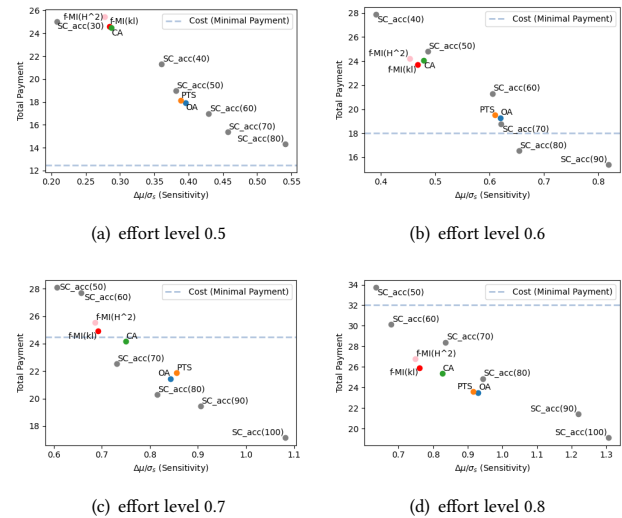 26
24
22
20
18
16
14
12
Total Payment
f-MI(H^2)
SC_acc(30)
f-MI(kl)
CA
SC_acc(40)
SC_acc(50)
PTS
OA
SC_acc(60)
SC_acc(70)
SC_acc(80)
Cost (Minimal Payment)
0.20 0.25 0.30 0.35 0.40 0.45 0.50 0.55
Δμ/σs (Sensitivity)
(a) effort level 0.5
28
26
24
22
20
18
16
Total Payment
SC_acc(40)
SC_acc(50)
f-MI(H^2)
f-MI(kl)
CA
SC_acc(60)
PTS
OA
SC_acc(70)
SC_acc(80)
SC_acc(90)
Cost (Minimal Payment)
0.4 0.5 0.6 0.7 0.8
Δμ/σs (Sensitivity)
(b) effort level 0.6
28
26
24
22
20
18
Total Payment
SC_acc(50)
SC_acc(60)
f-MI(H^2)
f-MI(kl)
CA
SC_acc(70)
PTS
OA
SC_acc(80)
SC_acc(90)
SC_acc(100)
Cost (Minimal Payment)
0.6 0.7 0.8 0.9 1.0 1.1
Δμ/σs (Sensitivity)
(c) effort level 0.7
34
32
30
28
26
24
22
20
Total Payment
SC_acc(50)
SC_acc(60)
SC_acc(70)
f-MI(H^2)
f-MI(kl)
CA
SC_acc(80)
PTS
OA
SC_acc(90)
SC_acc(100)
Cost (Minimal Payment)
0.7 0.8 0.9 1.0 1.1 1.2 1.3
Δμ/σs (Sensitivity)
(d) effort level 0.8